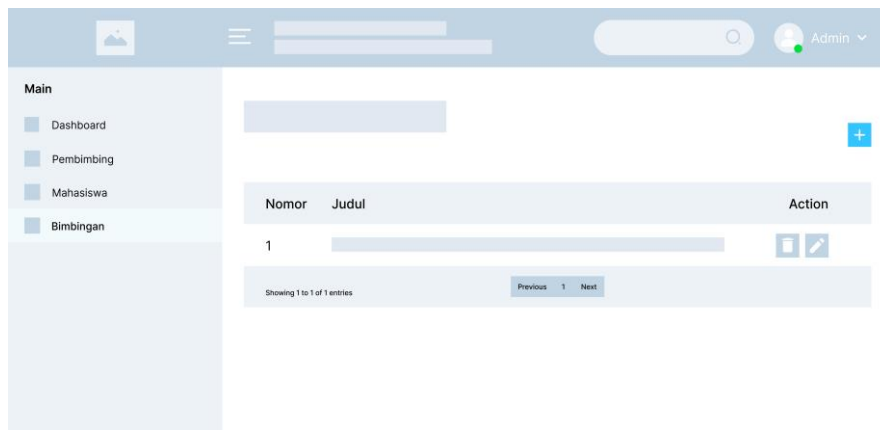 Admin
Main
Dashboard
Pembimbing
Mahasiswa
Bimbingan
Nomor Judul Action
1
Showing 1 to 1 of 1 entries
Previous 1 Next